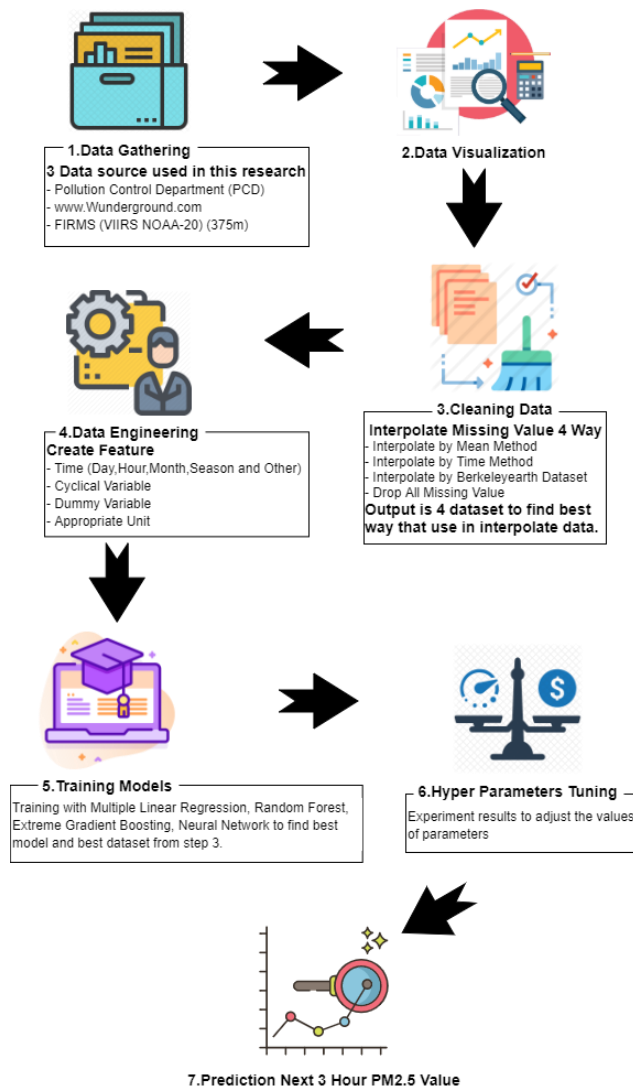 1.Data Gathering
3 Data source used in this research
- Pollution Control Department (PCD)
- www.Wunderground.com
- FIRMS (VIIRS NOAA-20) (375m)
2.Data Visualization
3.Cleaning Data
Interpolate Missing Value 4 Way
- Interpolate by Mean Method
- Interpolate by Time Method
- Interpolate by Berkeleyearth Dataset
- Drop All Missing Value
Output is 4 dataset to find best
way that use in interpolate data.
4.Data Engineering
Create Feature
- Time (Day,Hour,Month,Season and Other)
- Cyclical Variable
- Dummy Variable
- Appropriate Unit
5.Training Models
Training with Multiple Linear Regression, Random Forest,
Extreme Gradient Boosting, Neural Network to find best
model and best dataset from step 3.
$
6.Hyper Parameters Tuning
Experiment results to adjust the values
of parameters
7.Prediction Next 3 Hour PM2.5 Value